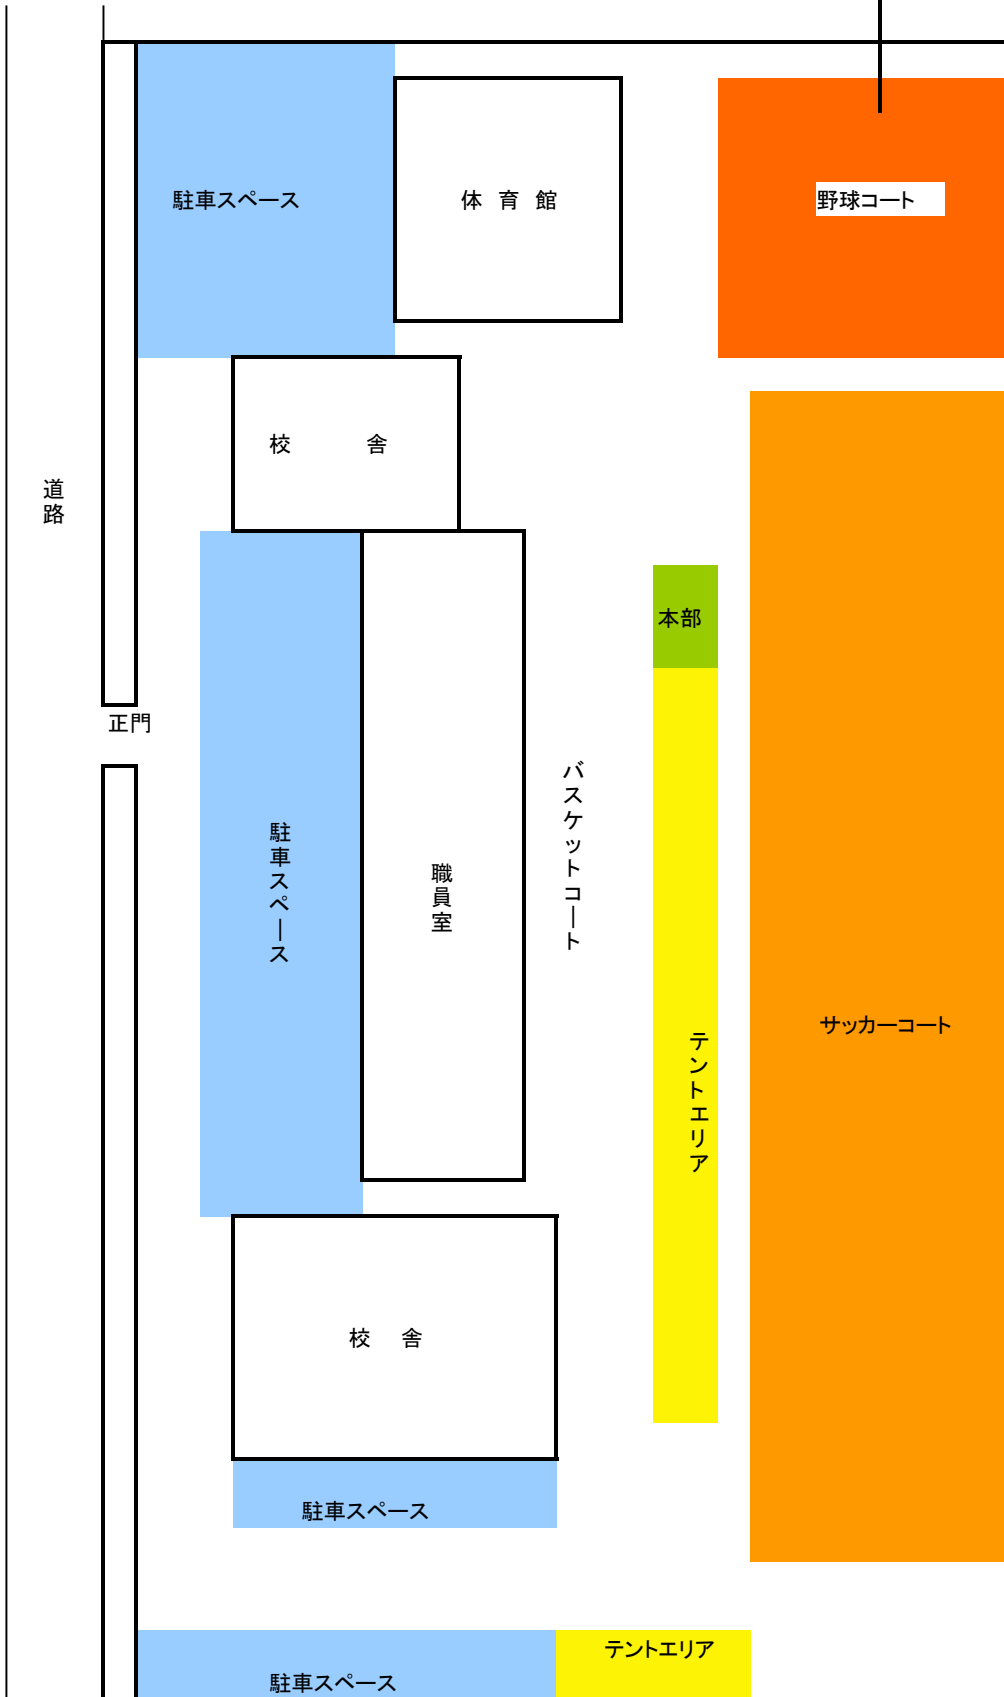 駐車スペース
体 育 館
野球コート
校 舎
道路
本部
正門
バスケットコート
駐車スペース
職員室
サッカーコート
テントエリア
校 舎
駐車スペース
テントエリア
駐車スペース